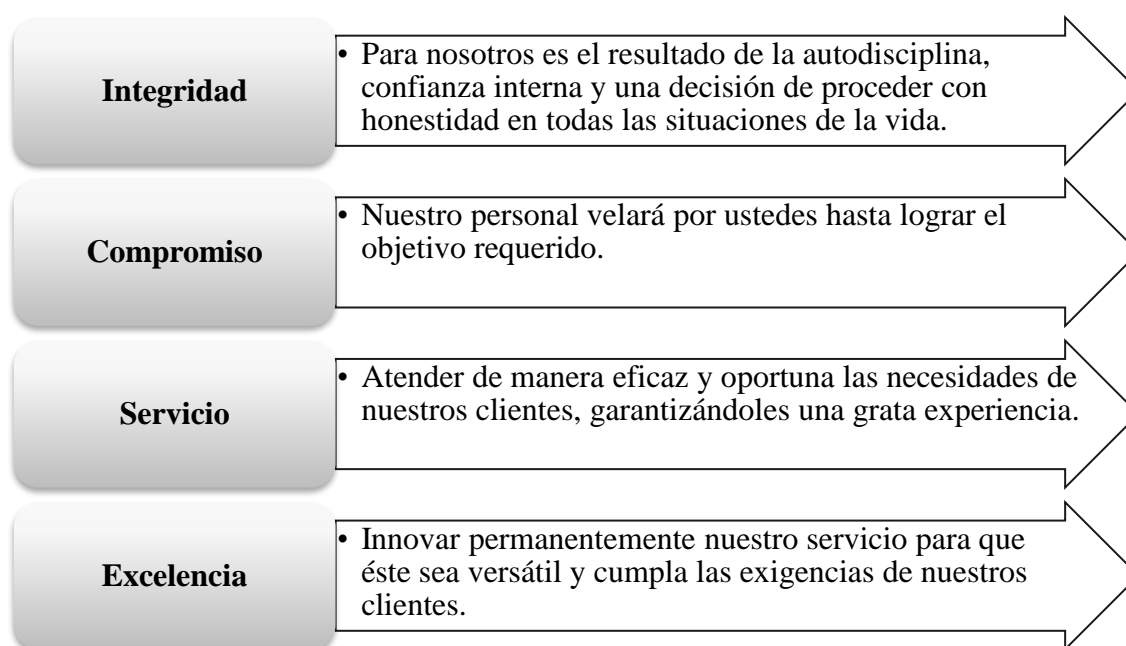 Integridad
• Para nosotros es el resultado de la autodisciplina,
confianza interna y una decisión de proceder con
honestidad en todas las situaciones de la vida.
Compromiso
• Nuestro personal velará por ustedes hasta lograr el
objetivo requerido.
Servicio
• Atender de manera eficaz y oportuna las necesidades de
nuestros clientes, garantizándoles una grata experiencia.
Excelencia
• Innovar permanentemente nuestro servicio para que
éste sea versátil y cumpla las exigencias de nuestros
clientes.